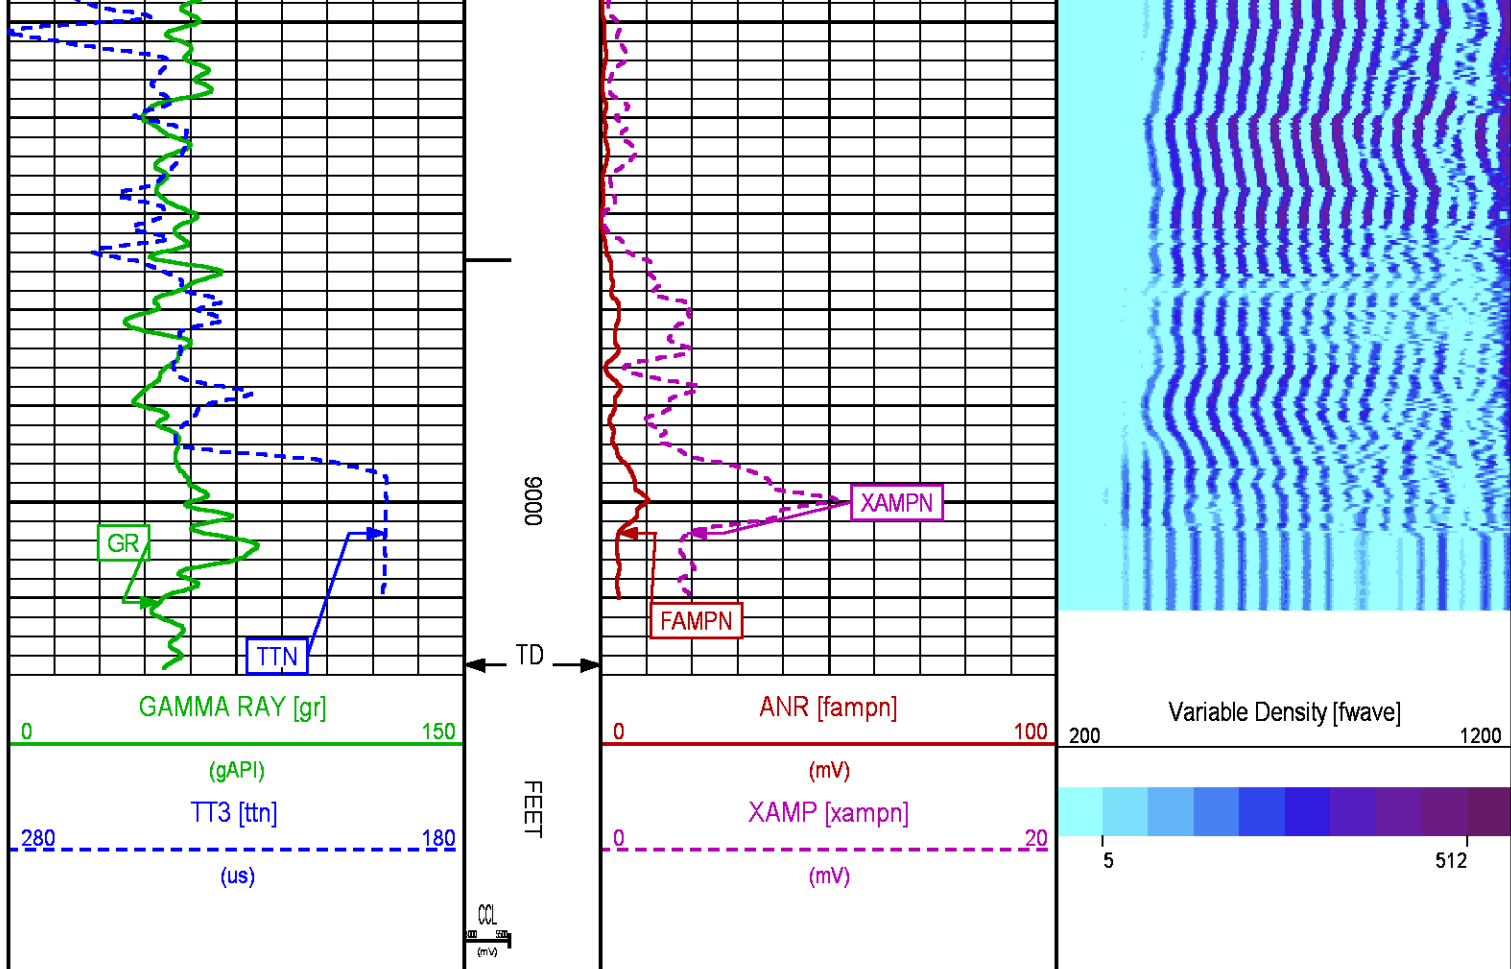 9000
XAMPN
GR
FAMPN
TTN
TD
GAMMA RAY [gr]
0 150
(gAPI)
TT3 [ttn]
280 180
(us)
FEET
CCL
(mV)
ANR [fampn]
0 100
(mV)
XAMP [xampn]
0 20
(mV)
Variable Density [fwave]
200 1200
5 512